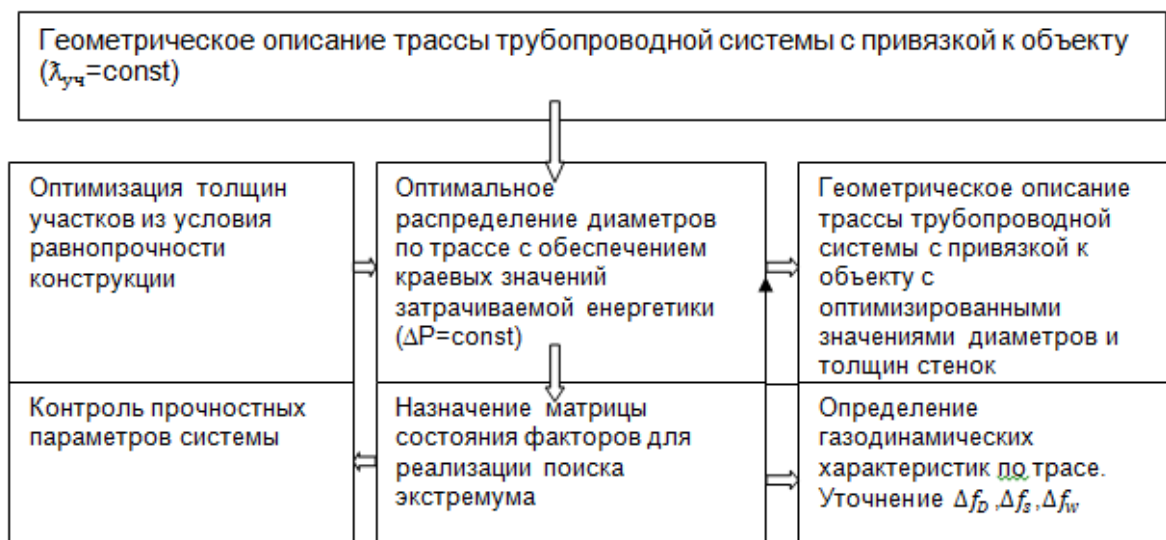 Геометрическое описание трассы трубопроводной системы с привязкой к объекту
(ƛуч=const)
Оптимизация толщин
участков из условия
равнопрочности
конструкции
Оптимальное
распределение диаметров
по трассе с обеспечением
краевых значений
затрачиваемой енергетики
(ΔP=const)
Геометрическое описание
трассы трубопроводной
системы с привязкой к
объекту с
оптимизированными
значениями диаметров и
толщин стенок
Контроль прочностных
параметров системы
Назначение матрицы
состояния факторов для
реализации поиска
экстремума
Определение
газодинамических
характеристик по трасе.
Уточнение Δf_D ,Δf_s,Δf_w